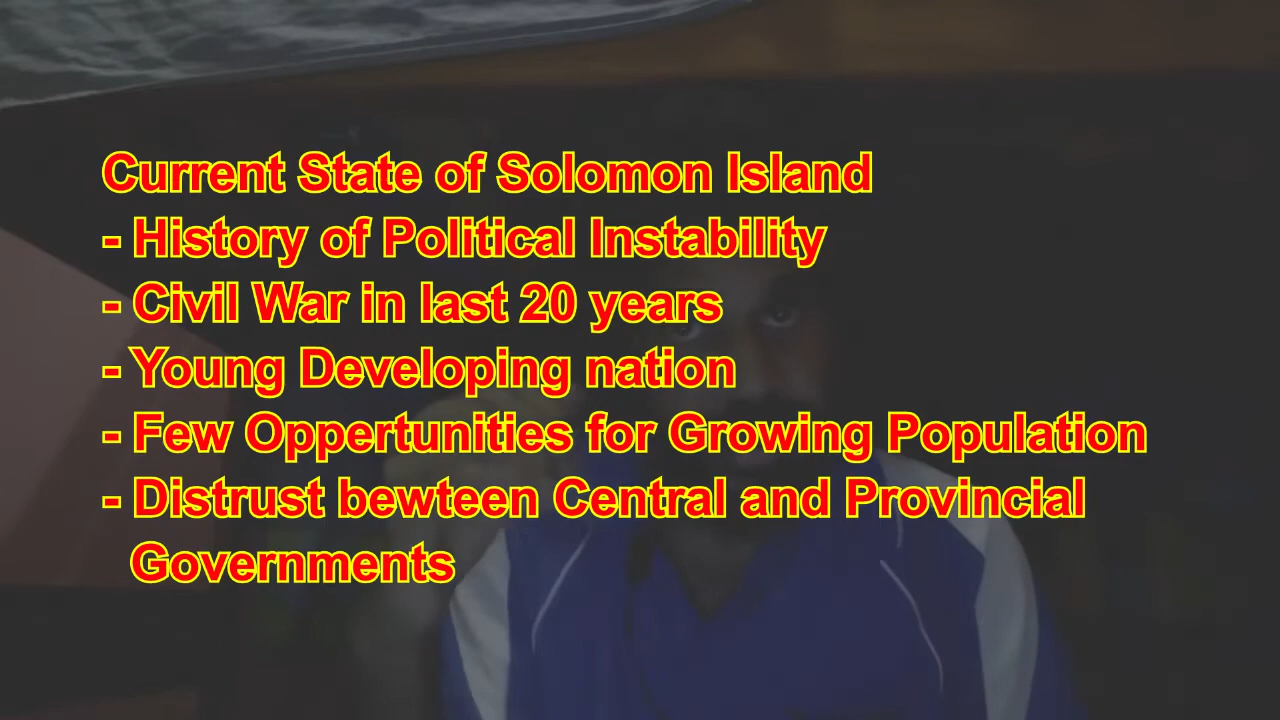 Current State of Solomon Island
- History of Political Instability
- Civil War in last 20 years
- Young Developing nation
- Few Oppertunities for Growing Population
- Distrust bewteen Central and Provincial
Governments